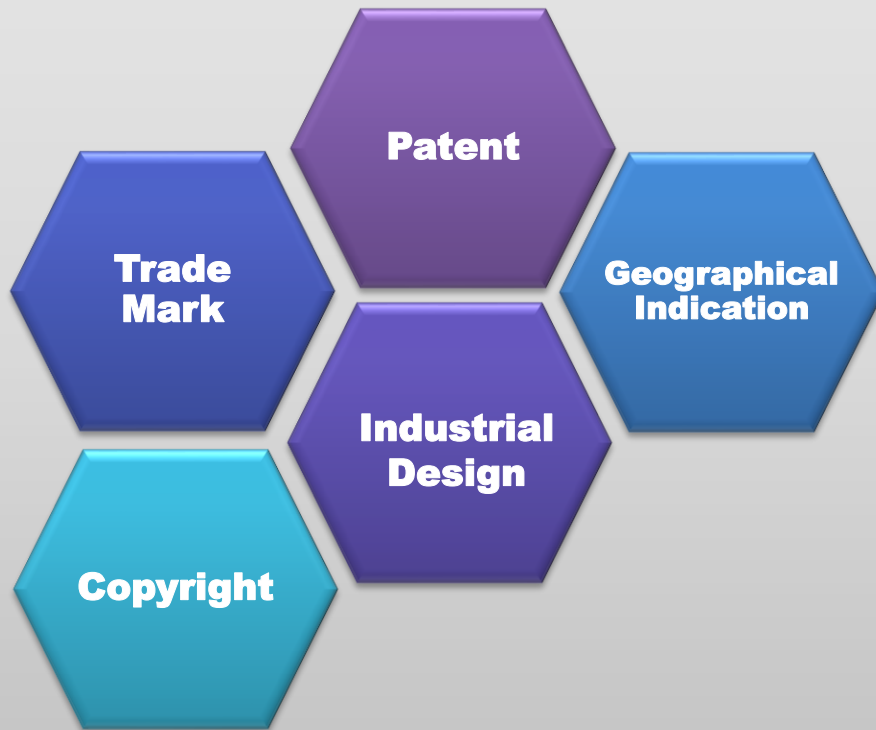 Patent
Trade
Mark
Geographical
Indication
Industrial
Design
Copyright